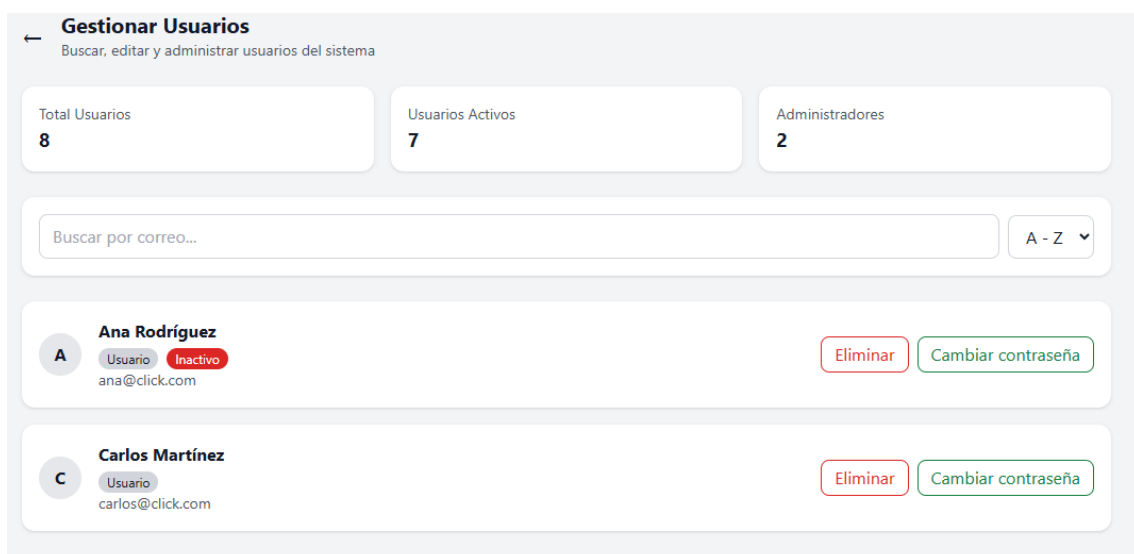 ←
Gestionar Usuarios
Buscar, editar y administrar usuarios del sistema
Total Usuarios
8
Usuarios Activos
7
Administradores
2
Buscar por correo...
A - Z
A
Ana Rodríguez
Usuario Inactivo
ana@click.com
Eliminar Cambiar contraseña
C
Carlos Martínez
Usuario
carlos@click.com
Eliminar Cambiar contraseña